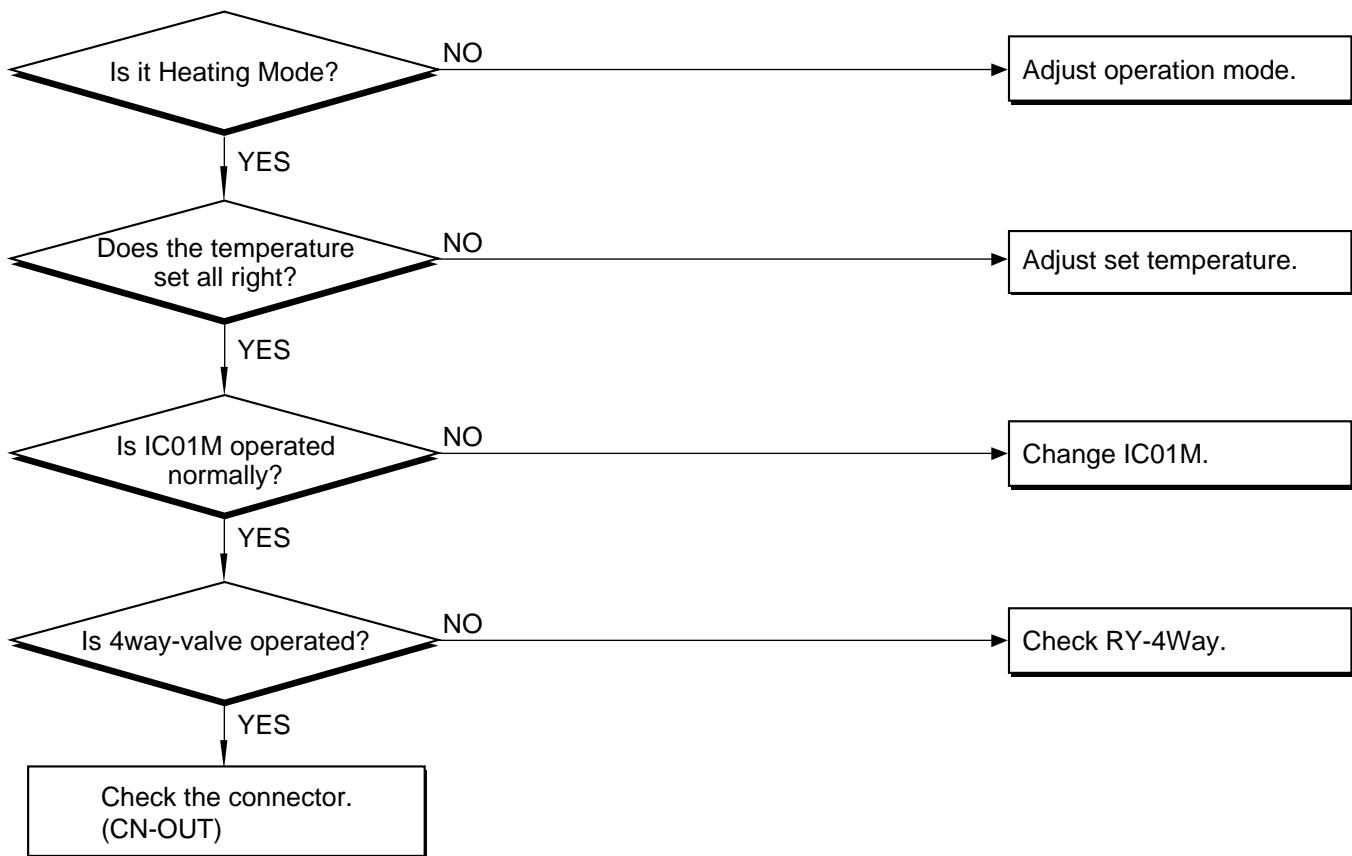 Is it Heating Mode?
NO
Adjust operation mode.
YES
Does the temperature
set all right?
NO
Adjust set temperature.
YES
Is IC01M operated
normally?
NO
Change IC01M.
YES
Is 4way-valve operated?
NO
Check RY-4Way.
YES
Check the connector.
(CN-OUT)